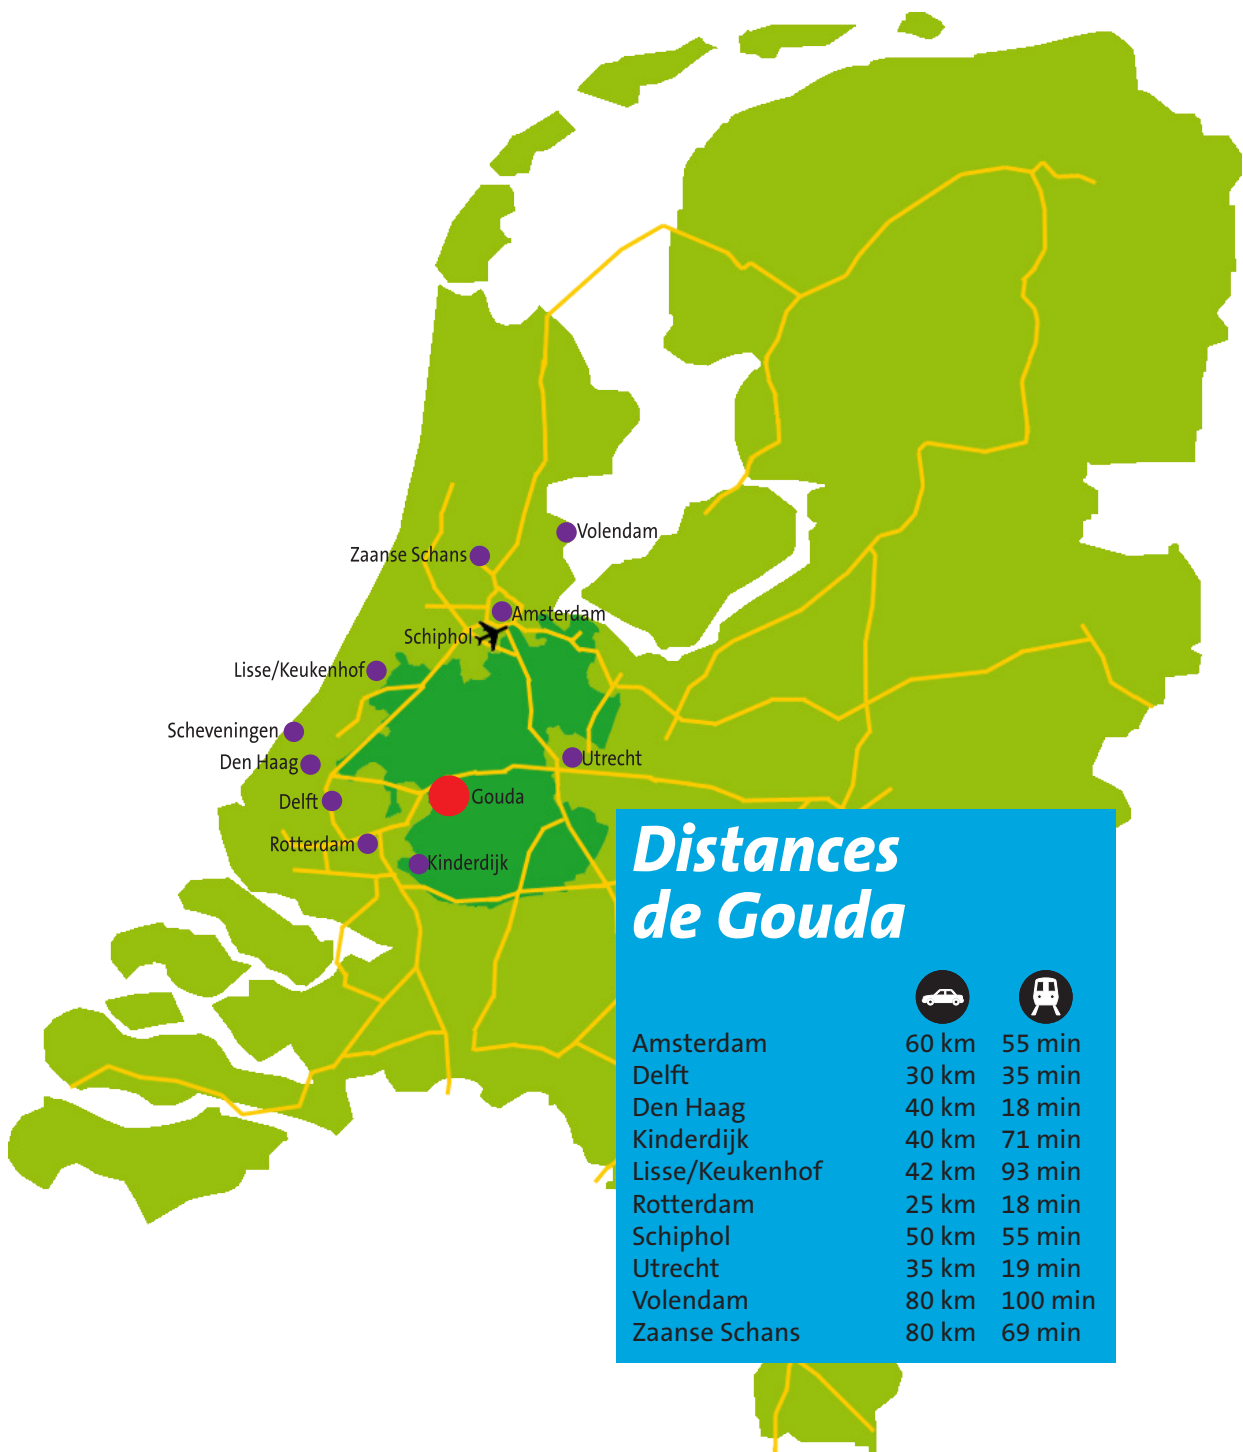 Volendam
Zaanse Schans
Amsterdam
Schiphol
Lisse/Keukenhof
Scheveningen
Den Haag
Utrecht
Delft
Gouda
Rotterdam
Kinderdijk
Distances
de Gouda
Amsterdam 60 km 55 min
Delft 30 km 35 min
Den Haag 40 km 18 min
Kinderdijk 40 km 71 min
Lisse/Keukenhof 42 km 93 min
Rotterdam 25 km 18 min
Schiphol 50 km 55 min
Utrecht 35 km 19 min
Volendam 80 km 100 min
Zaanse Schans 80 km 69 min